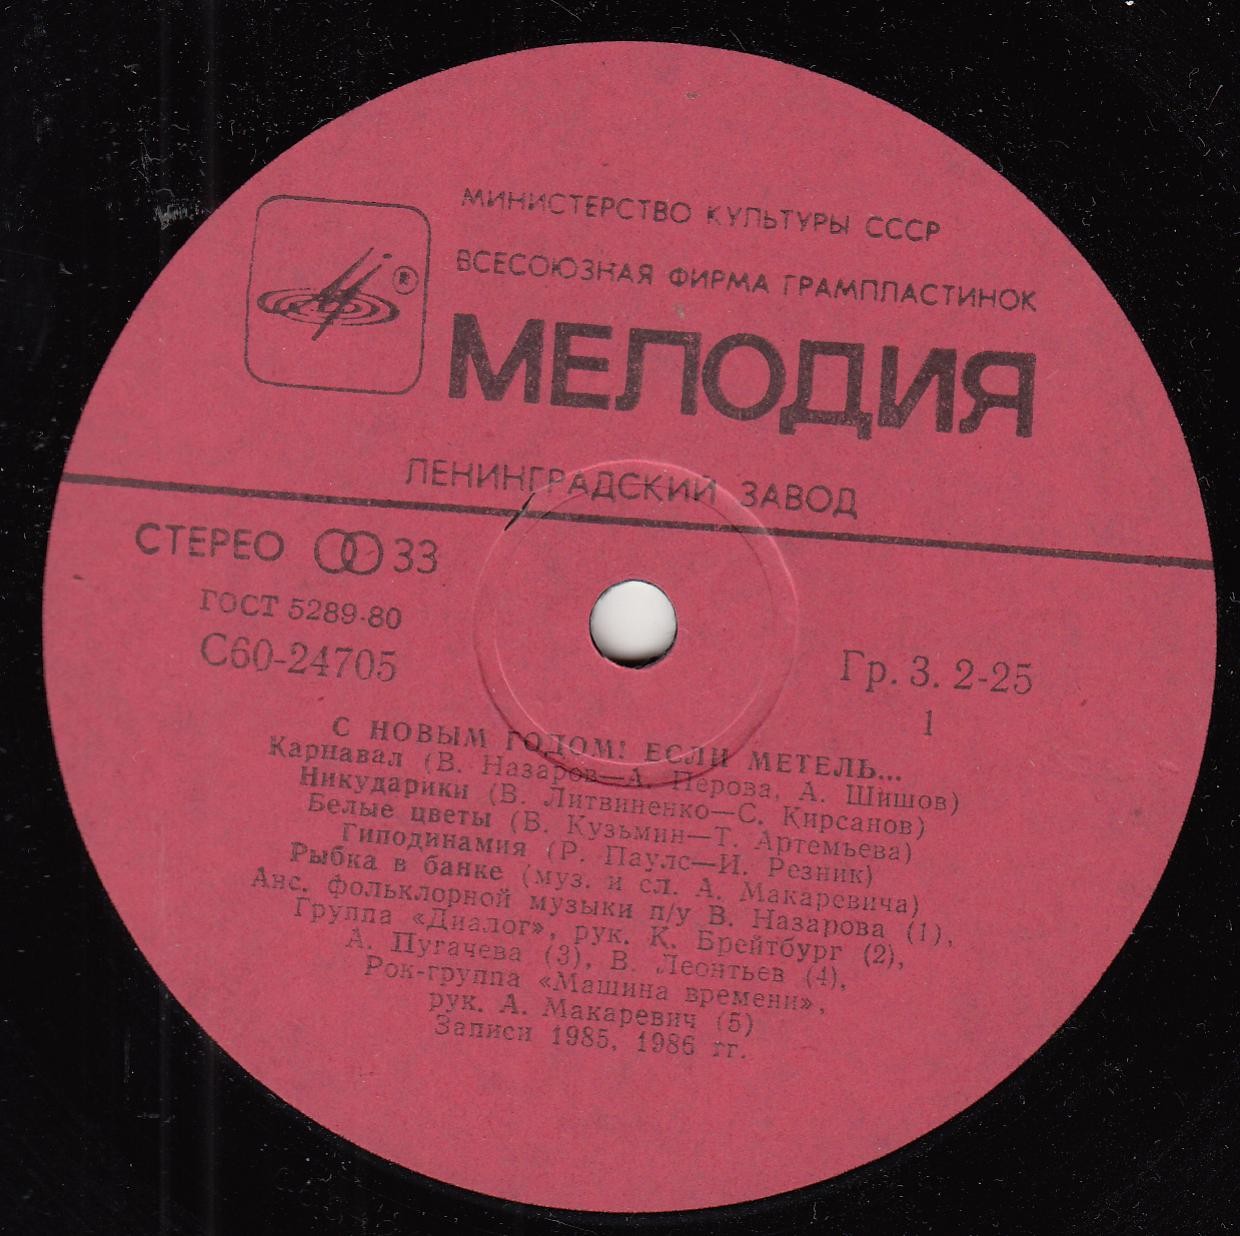 МИНИСТЕРСТВО КУЛЬТУРЫ СССР
ВСЕСОЮЗНАЯ ФИРМА ГРАМПЛАСТИНОК
®
МЕЛОДИЯ
ЛЕНИНГРАДСКИЙ ЗАВОД
СТЕРЕО 33
ГОСТ 5289-80
С60-24705
Гр. 3. 2-25
1
С НОВЫМ ГОДОМ! ЕСЛИ МЕТЕЛЬ...
Карнавал (В. Назаров—А. Перова, А. Шишов)
Никударики (В. Литвиненко—С. Кирсанов)
Белые цветы (В. Кузьмин—Т. Артемьева)
Гиподинамия (Р. Паулс—И. Резник)
Рыбка в банке (муз. и сл. А. Макаревича)
Анс. фольклорной музыки п/у В. Назарова (1),
Группа «Диалог», рук. К. Брейтбург (2),
А. Пугачева (3), В. Леонтьев (4),
Рок-группа «Машина времени»,
рук. А. Макаревич (5)
Записи 1985, 1986 гг.